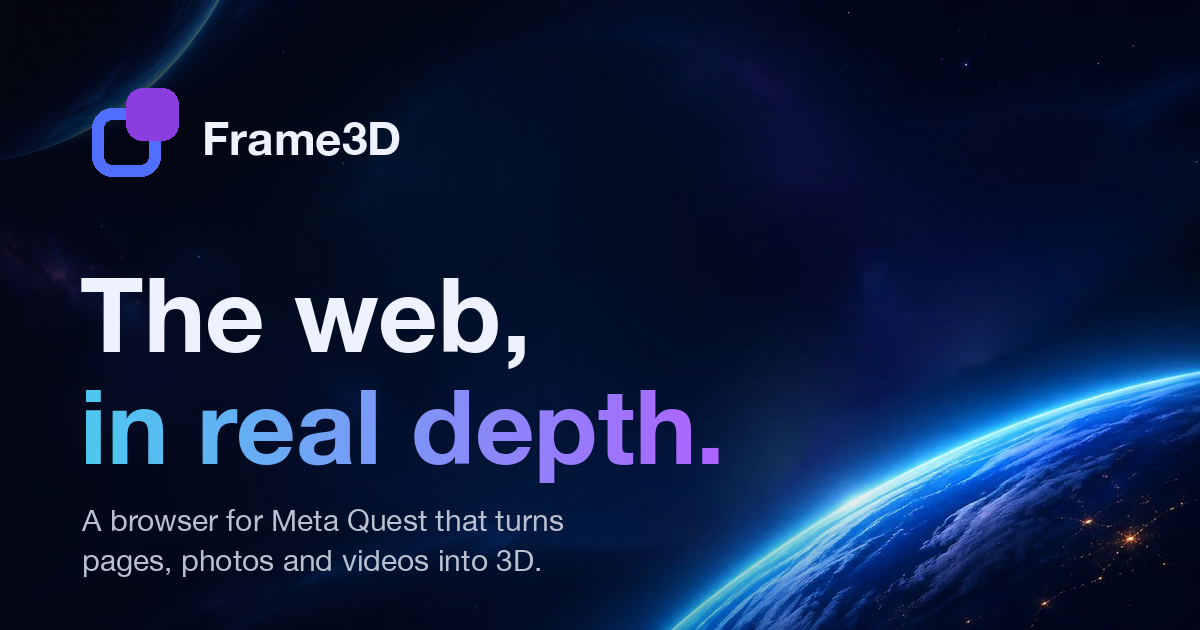 Frame3D
The web,
in real depth.
A browser for Meta Quest that turns
pages, photos and videos into 3D.